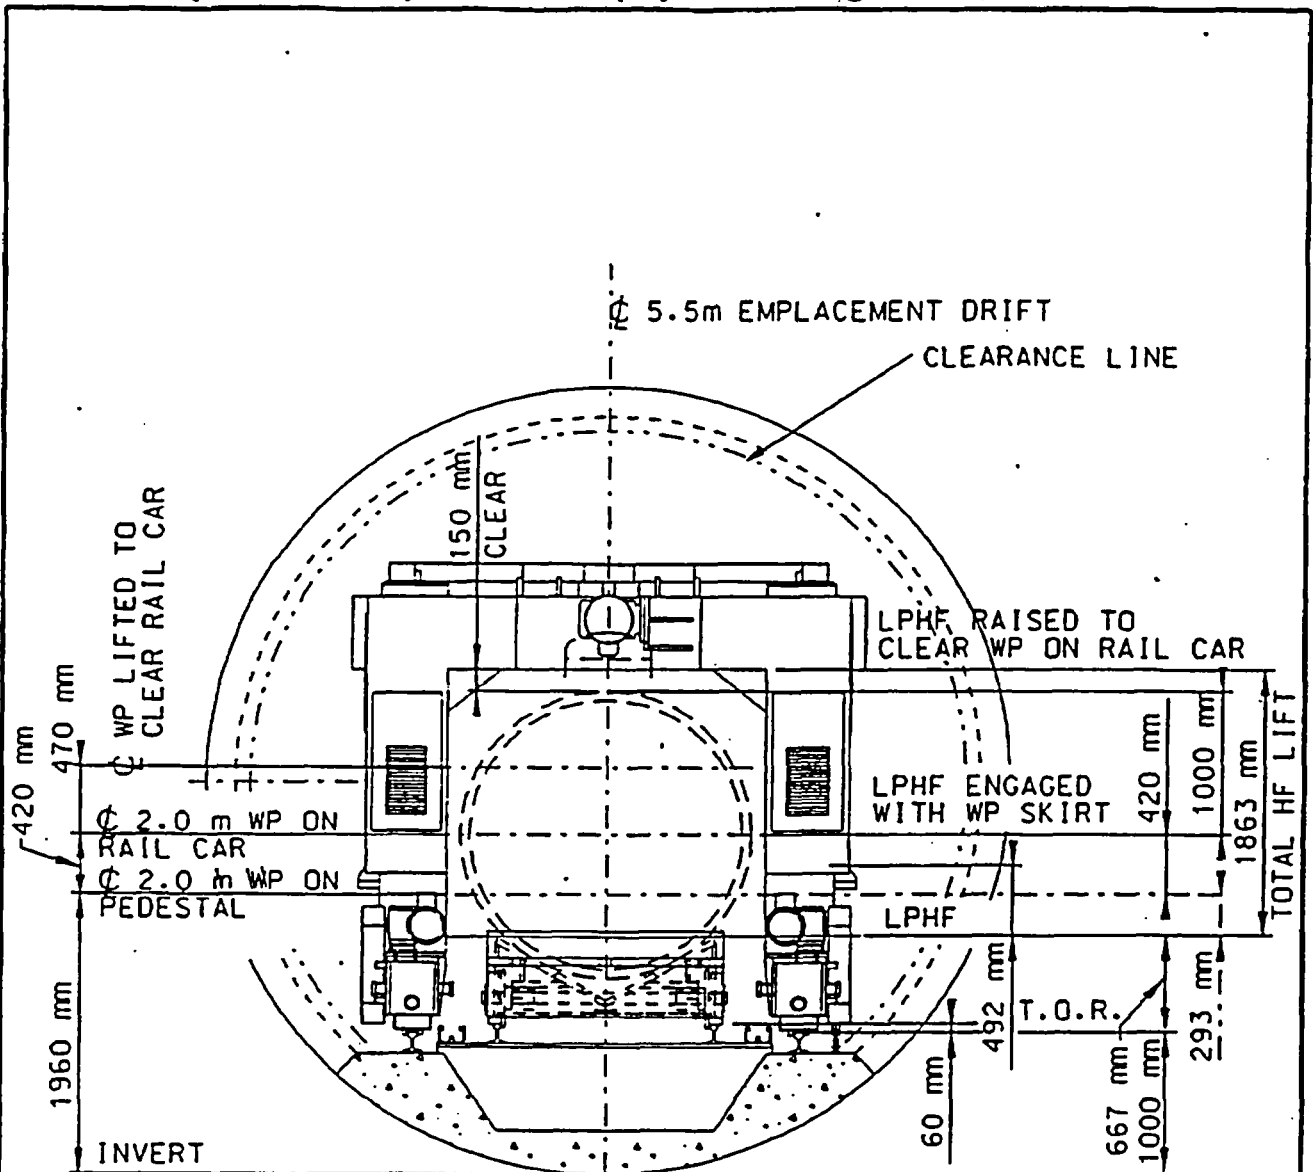 ℄ 5.5m EMPLACEMENT DRIFT
CLEARANCE LINE
150 mm
CLEAR
℄ WP LIFTED TO
CLEAR RAIL CAR
470 mm
420 mm
LPHF RAISED TO
CLEAR WP ON RAIL CAR
℄ 2.0 m WP ON
RAIL CAR
℄ 2.0 m WP ON
PEDESTAL
LPHF ENGAGED
WITH WP SKIRT
420 mm
1000 mm
1863 mm
TOTAL HF LIFT
LPHF
1960 mm
492 mm
T.O.R.
293 mm
60 mm
667 mm
1000 mm
INVERT